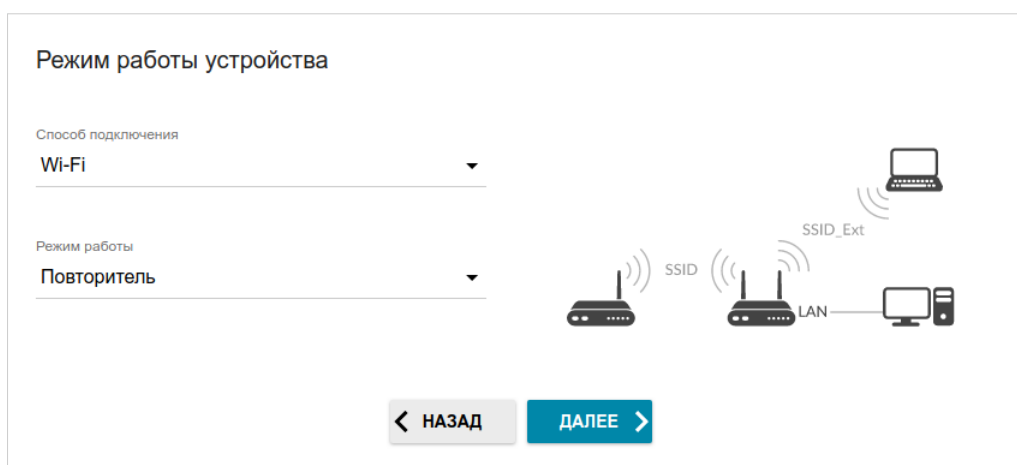 Режим работы устройства
Способ подключения
Wi-Fi
Режим работы
Повторитель
SSID_Ext
SSID
LAN
НАЗАД
ДАЛЕЕ